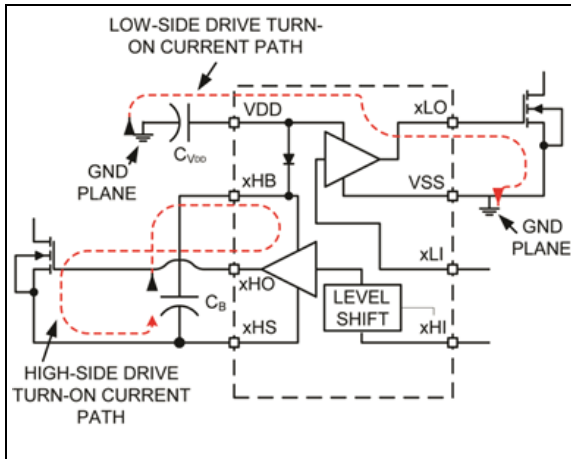 LOW-SIDE DRIVE TURN-
ON CURRENT PATH
VDD
xLO
GND
PLANE
CVDD
xHB
VSS
GND
PLANE
xHO
CB
xLI
LEVEL
SHIFT
xHS
xHI
HIGH-SIDE DRIVE
TURN-ON CURRENT
PATH